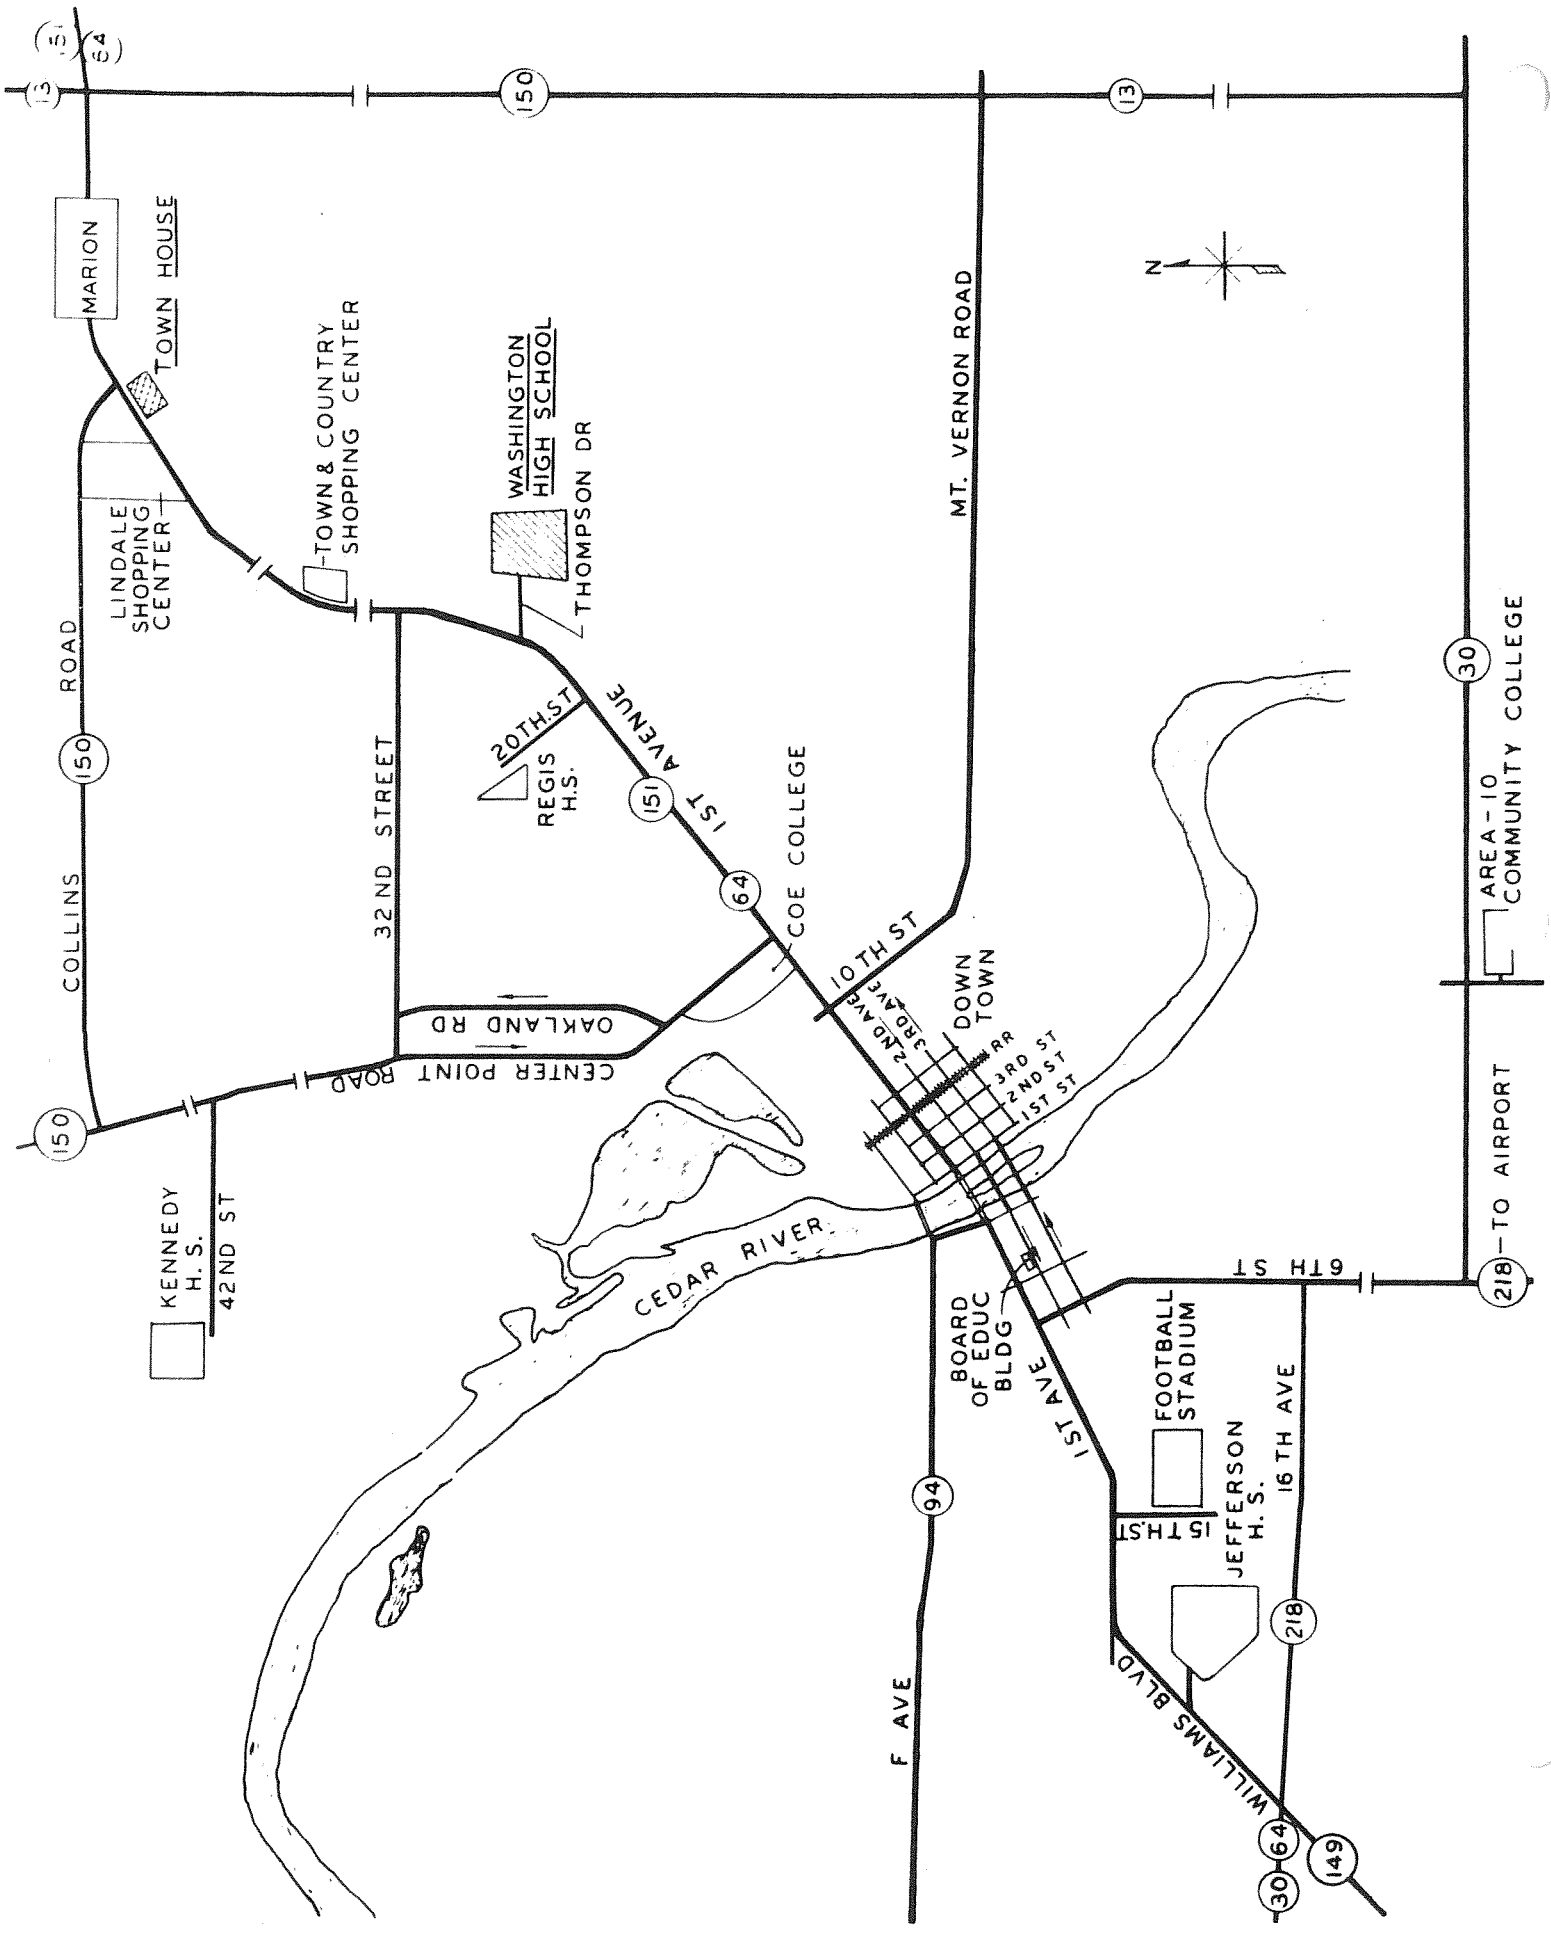 151
64
13
150
13
MARION
TOWN HOUSE
N
TOWN & COUNTRY
SHOPPING CENTER
WASHINGTON
HIGH SCHOOL
THOMPSON DR
MT. VERNON ROAD
LINDALE
SHOPPING
CENTER
COLLINS ROAD
150
150
32ND STREET
20TH. ST
REGIS
H.S.
1ST AVENUE
151
64
COE COLLEGE
30
AREA-10
COMMUNITY COLLEGE
OAKLAND RD
CENTER POINT ROAD
10TH ST
2ND AVE
3RD AVE
DOWN
TOWN
RR
3RD ST
2ND ST
1ST ST
KENNEDY
H.S.
42ND ST
CEDAR RIVER
218-TO AIRPORT
6TH ST
BOARD
OF EDUC
BLDG
1ST AVE
FOOTBALL
STADIUM
15TH. ST
JEFFERSON
H. S.
16TH AVE
218
94
F AVE
WILLIAMS BLVD
30
64
149